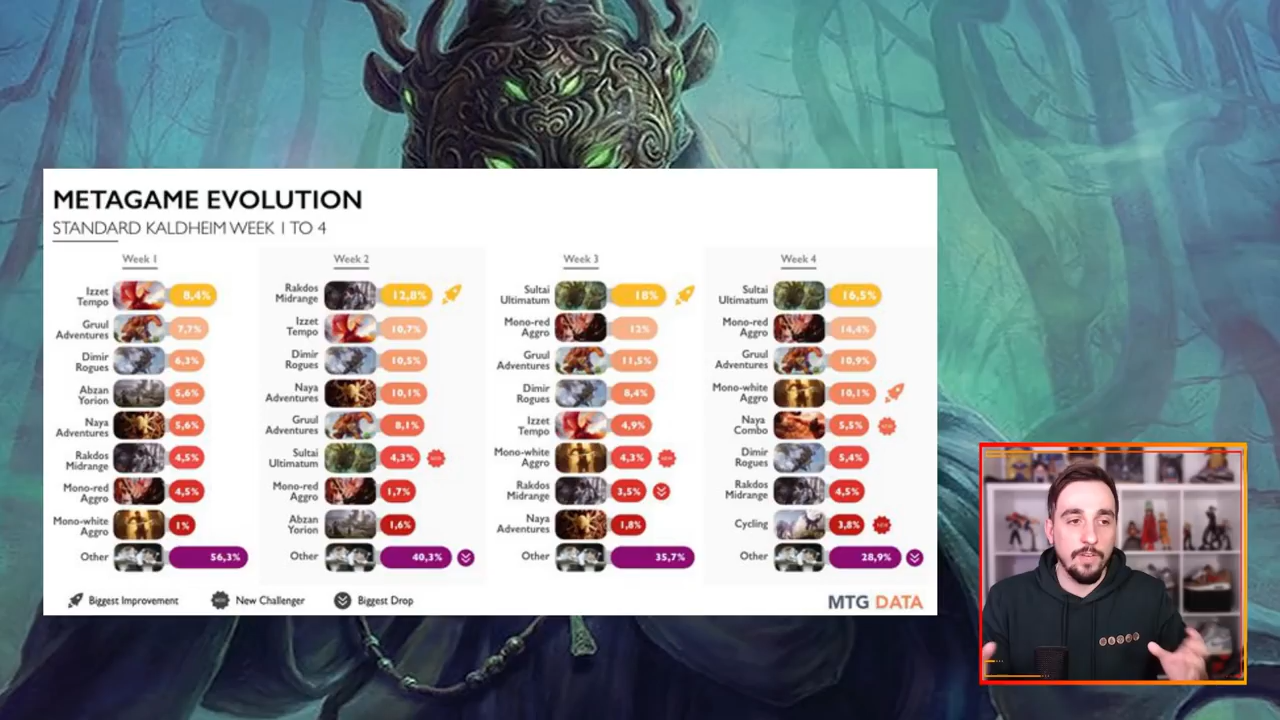 METAGAME EVOLUTION
STANDARD KALDHEIM WEEK 1 TO 4
Week 1
Izzet
Tempo
8,4%
Gruul
Adventures
7,7%
Dimir
Rogues
6,3%
Abzan
Yorion
5,6%
Naya
Adventures
5,6%
Rakdos
Midrange
4,5%
Mono-red
Aggro
4,5%
Mono-white
Aggro
1%
Other
56,3%
Week 2
Rakdos
Midrange
12,8%
Izzet
Tempo
10,7%
Dimir
Rogues
10,5%
Naya
Adventures
10,1%
Gruul
Adventures
8,1%
Sultai
Ultimatum
4,3%
NEW
Mono-red
Aggro
1,7%
Abzan
Yorion
1,6%
Other
40,3%
Week 3
Sultai
Ultimatum
18%
Mono-red
Aggro
12%
Gruul
Adventures
11,5%
Dimir
Rogues
8,4%
Izzet
Tempo
4,9%
Mono-white
Aggro
4,3%
NEW
Rakdos
Midrange
3,5%
Naya
Adventures
1,8%
Other
35,7%
Week 4
Sultai
Ultimatum
16,5%
Mono-red
Aggro
14,4%
Gruul
Adventures
10,9%
Mono-white
Aggro
10,1%
Naya
Combo
5,5%
NEW
Dimir
Rogues
5,4%
Rakdos
Midrange
4,5%
Cycling
3,8%
NEW
Other
28,9%
Biggest Improvement
NEW
New Challenger
Biggest Drop
MTG DATA